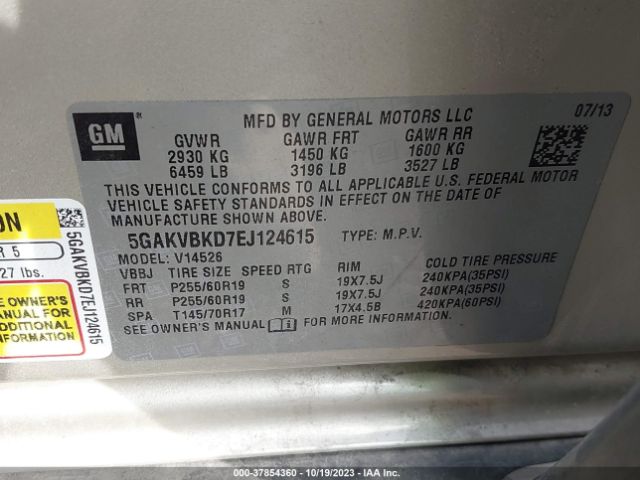 GM
MFD BY GENERAL MOTORS LLC
07/13
GVWR GAWR FRT GAWR RR
2930 KG 1450 KG 1600 KG
6459 LB 3196 LB 3527 LB
THIS VEHICLE CONFORMS TO ALL APPLICABLE U.S. FEDERAL MOTOR
VEHICLE SAFETY STANDARDS IN EFFECT ON THE DATE OF
MANUFACTURE SHOWN ABOVE.
5GAKVBKD7EJ124615 TYPE: M.P.V.
MODEL: V14526
VBBJ TIRE SIZE SPEED RTG RIM COLD TIRE PRESSURE
FRT P255/60R19 S 19X7.5J 240KPA(35PSI)
RR P255/60R19 S 19X7.5J 240KPA(35PSI)
SPA T145/70R17 M 17X4.5B 420KPA(60PSI)
SEE OWNER'S MANUAL FOR MORE INFORMATION.
ON
R 5
27 lbs.
OWNER'S
MANUAL FOR
ADDITIONAL
INFORMATION
5GAKVBKD7EJ124615
000-37854360 - 10/19/2023 - IAA Inc.